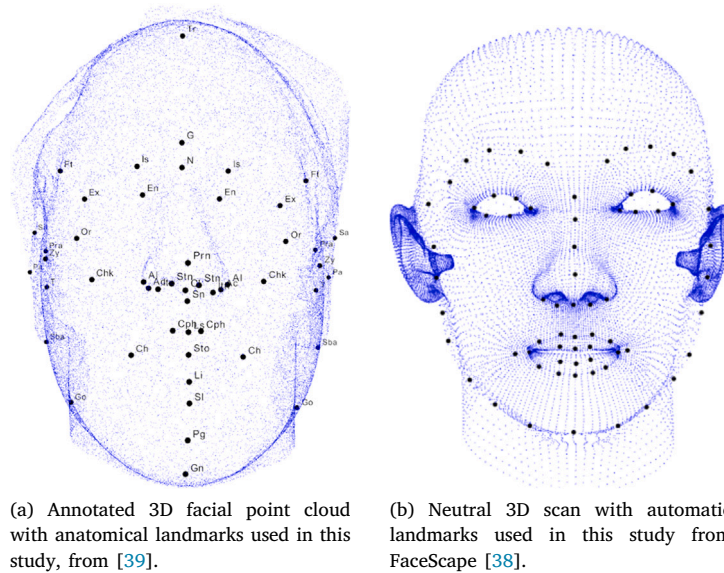 Tr
G
Is
N
Is
Ft
Ft
Ex
En
En
Ex
Or
Or
Sa
Pra
Zy
Zy
Pa
Prn
Chk
Al
Stn
Stn
Al
Chk
Sn
T
Cph
Ls
Cph
Sba
Sba
Ch
Sto
Ch
Li
Go
Sl
Go
Pg
Gn
(a) Annotated 3D facial point cloud
with anatomical landmarks used in this
study, from [39].
(b) Neutral 3D scan with automatic
landmarks used in this study from
FaceScape [38].